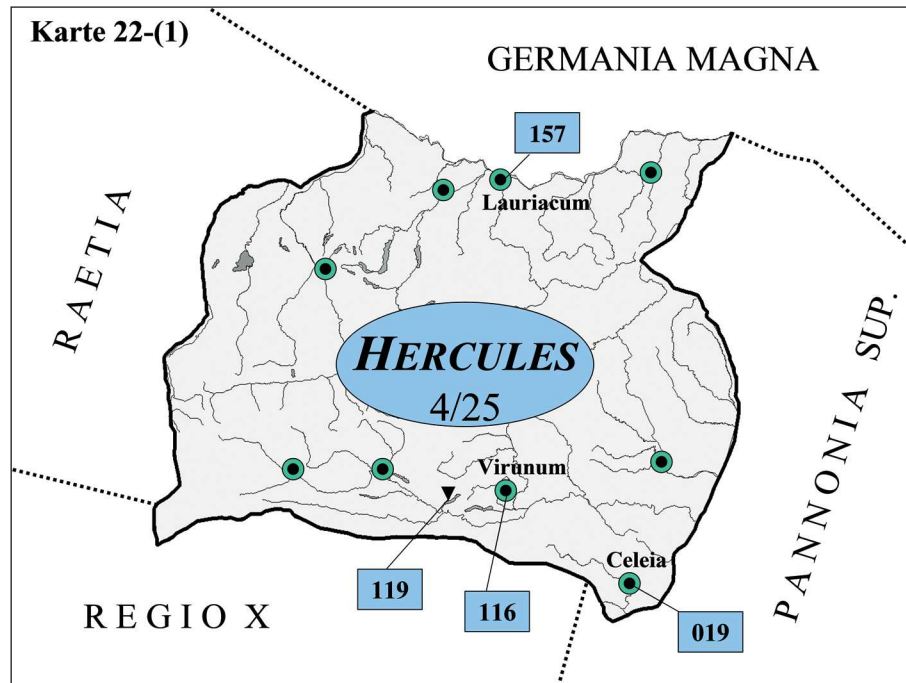 Karte 22-(1)
GERMANIA MAGNA
157
Lauriacum
RAETIA
HERCULES
4/25
PANNONIA SUP.
Virunum
119
116
Celeia
019
REGIO X